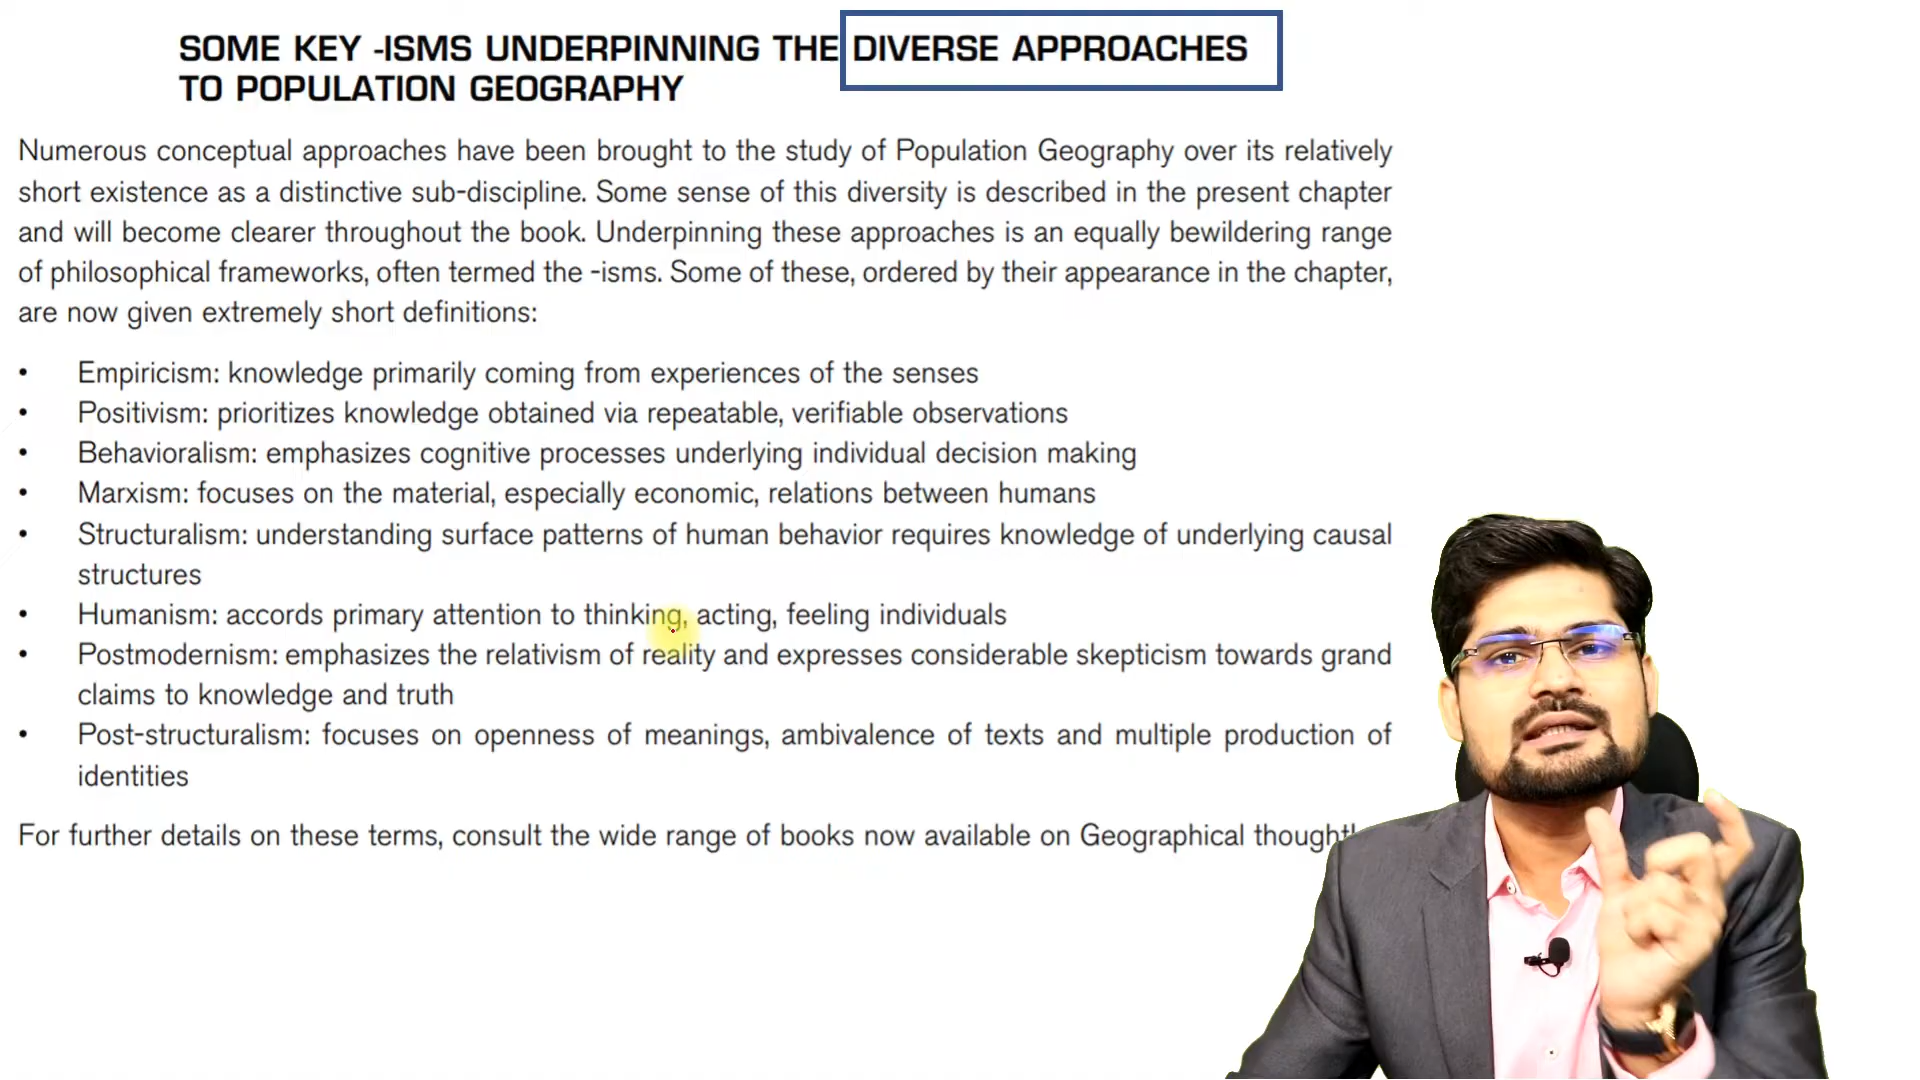 SOME KEY -ISMS UNDERPINNING THE DIVERSE APPROACHES
TO POPULATION GEOGRAPHY
Numerous conceptual approaches have been brought to the study of Population Geography over its relatively
short existence as a distinctive sub-discipline. Some sense of this diversity is described in the present chapter
and will become clearer throughout the book. Underpinning these approaches is an equally bewildering range
of philosophical frameworks, often termed the -isms. Some of these, ordered by their appearance in the chapter,
are now given extremely short definitions:
• Empiricism: knowledge primarily coming from experiences of the senses
• Positivism: prioritizes knowledge obtained via repeatable, verifiable observations
• Behavioralism: emphasizes cognitive processes underlying individual decision making
• Marxism: focuses on the material, especially economic, relations between humans
• Structuralism: understanding surface patterns of human behavior requires knowledge of underlying causal
structures
• Humanism: accords primary attention to thinking, acting, feeling individuals
• Postmodernism: emphasizes the relativism of reality and expresses considerable skepticism towards grand
claims to knowledge and truth
• Post-structuralism: focuses on openness of meanings, ambivalence of texts and multiple production of
identities
For further details on these terms, consult the wide range of books now available on Geographical